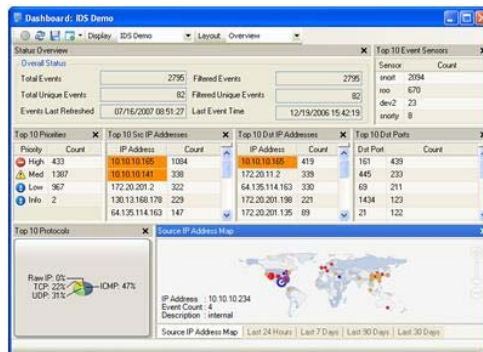 Dashboard: IDS Demo
Display IDS Demo Layout Overview
Status Overview
Overall Status
Total Events 2795 Filtered Events 2795
Total Unique Events 82 Filtered Unique Events 82
Events Last Refreshed 07/16/2007 08:51:27 Last Event Time 12/19/2006 15:42:19
Top 10 Event Sensors
Sensor Count
snort 2094
roo 670
dev2 23
snorty 8
Top 10 Priorities
Priority Count
High 433
Med 1387
Low 967
Info 2
Top 10 Src IP Addresses
IP Address Count
10.10.10.165 1084
10.10.10.141 338
172.20.201.2 322
130.13.168.178 229
64.135.114.163 147
Top 10 Dst IP Addresses
IP Address Count
10.10.10.165 419
172.20.11.2 339
64.135.114.163 330
172.20.201.198 221
172.20.201.135 89
Top 10 Dst Ports
Dst Port Count
161 439
445 233
69 211
1434 123
21 122
Top 10 Protocols
Raw IP: 0%
TCP: 22%
UDP: 31%
ICMP: 47%
Source IP Address Map
IP Address : 10.10.10.234
Event Count : 4
Description : internal
Source IP Address Map Last 24 Hours Last 7 Days Last 90 Days Last 30 Days